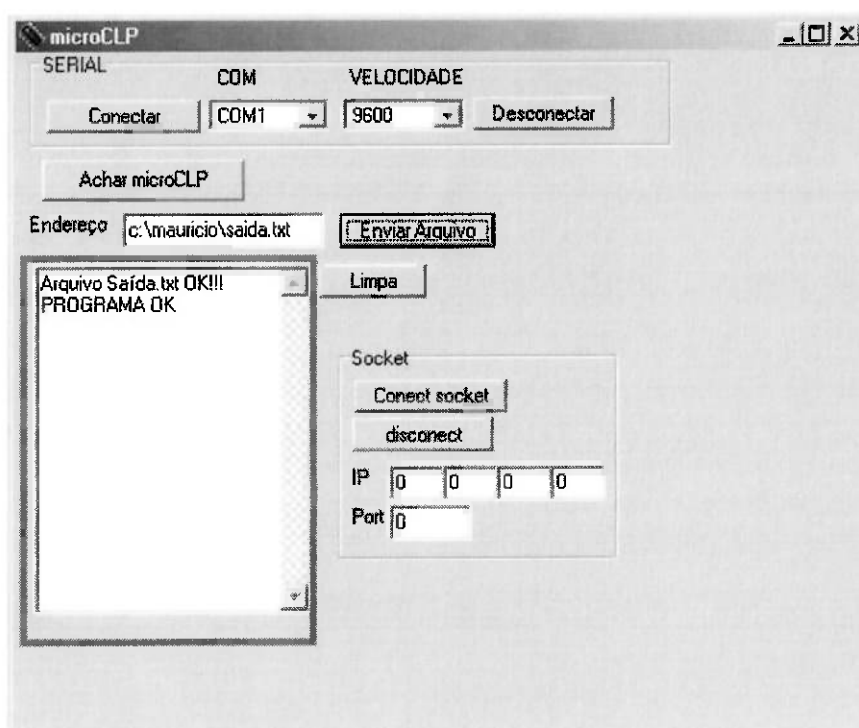 microCLP
SERIAL
COM VELOCIDADE
Conectar COM1 9600 Desconectar
Achar microCLP
Endereço c:\mauricio\saida.txt Enviar Arquivo
Arquivo Saída.txt OK!!! Limpa
PROGRAMA OK
Socket
Conect socket
disconect
IP 0 0 0 0
Port 0